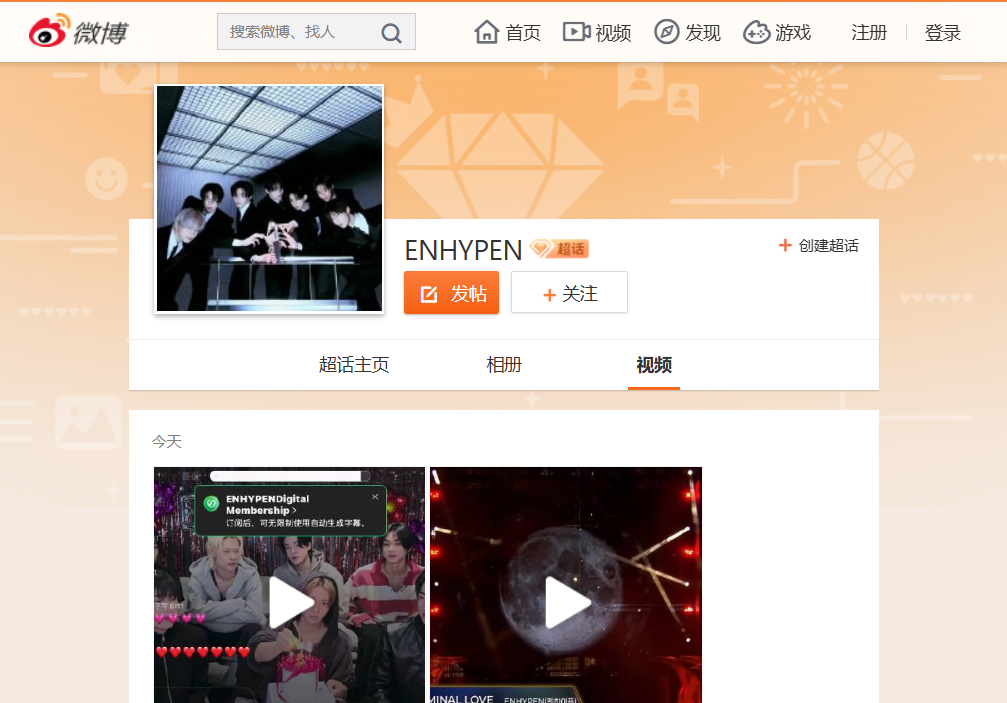 微博
搜索微博、找人
首页
视频
发现
游戏
注册
登录
ENHYPEN
超话
+ 创建超话
发帖
+ 关注
超话主页
相册
视频
今天
ENHYPENDigital
Membership >
订阅后，可无限制使用自动生成字幕。
MINAL LOVE